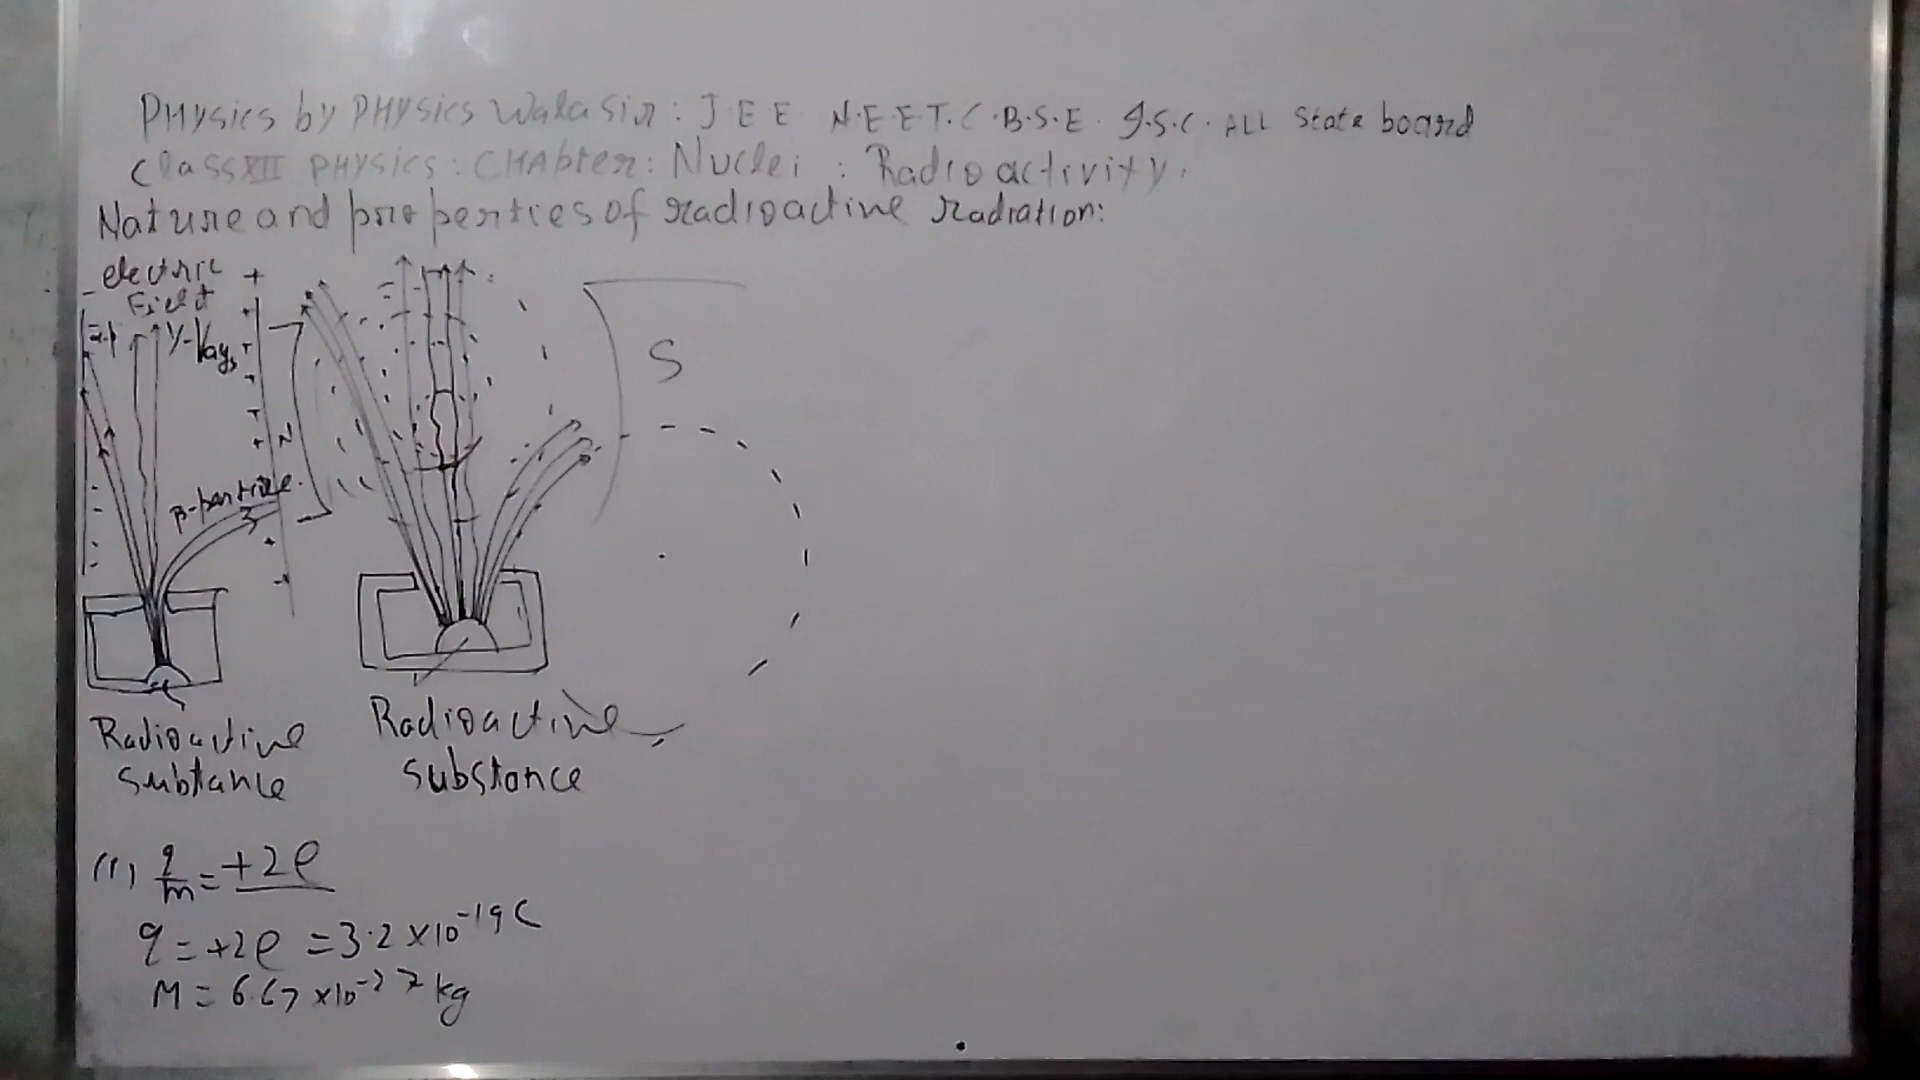 Physics by PHysics Wala sir: J.E.E. N.E.E.T. C.B.S.E. I.S.C. ALL State board
Class XII PHYSICS: CHApter: Nuclei : Radioactivity.
Nature and properties of radioactive radiation:
electric
Field
- +
γ-rays
N
S
β-particle
Radioactive
subtance
Radioactive
substance
(1) q/m = +2e
q = +2e = 3.2 × 10⁻¹⁹ C
M = 6.67 × 10⁻²⁷ kg